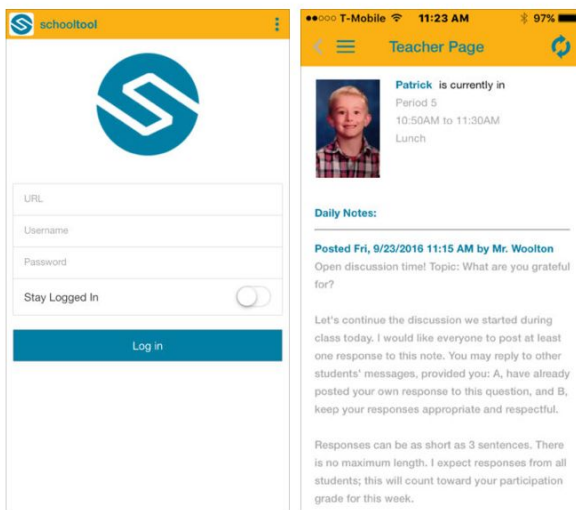 schooltool
URL
Username
Password
Stay Logged In
Log in
T-Mobile 11:23 AM 97%
Teacher Page
Patrick is currently in
Period 5
10:50AM to 11:30AM
Lunch
Daily Notes:
Posted Fri, 9/23/2016 11:15 AM by Mr. Woolton
Open discussion time! Topic: What are you grateful
for?
Let's continue the discussion we started during
class today. I would like everyone to post at least
one response to this note. You may reply to other
students' messages, provided you: A, have already
posted your own response to this question, and B,
keep your responses appropriate and respectful.
Responses can be as short as 3 sentences. There
is no maximum length. I expect responses from all
students; this will count toward your participation
grade for this week.